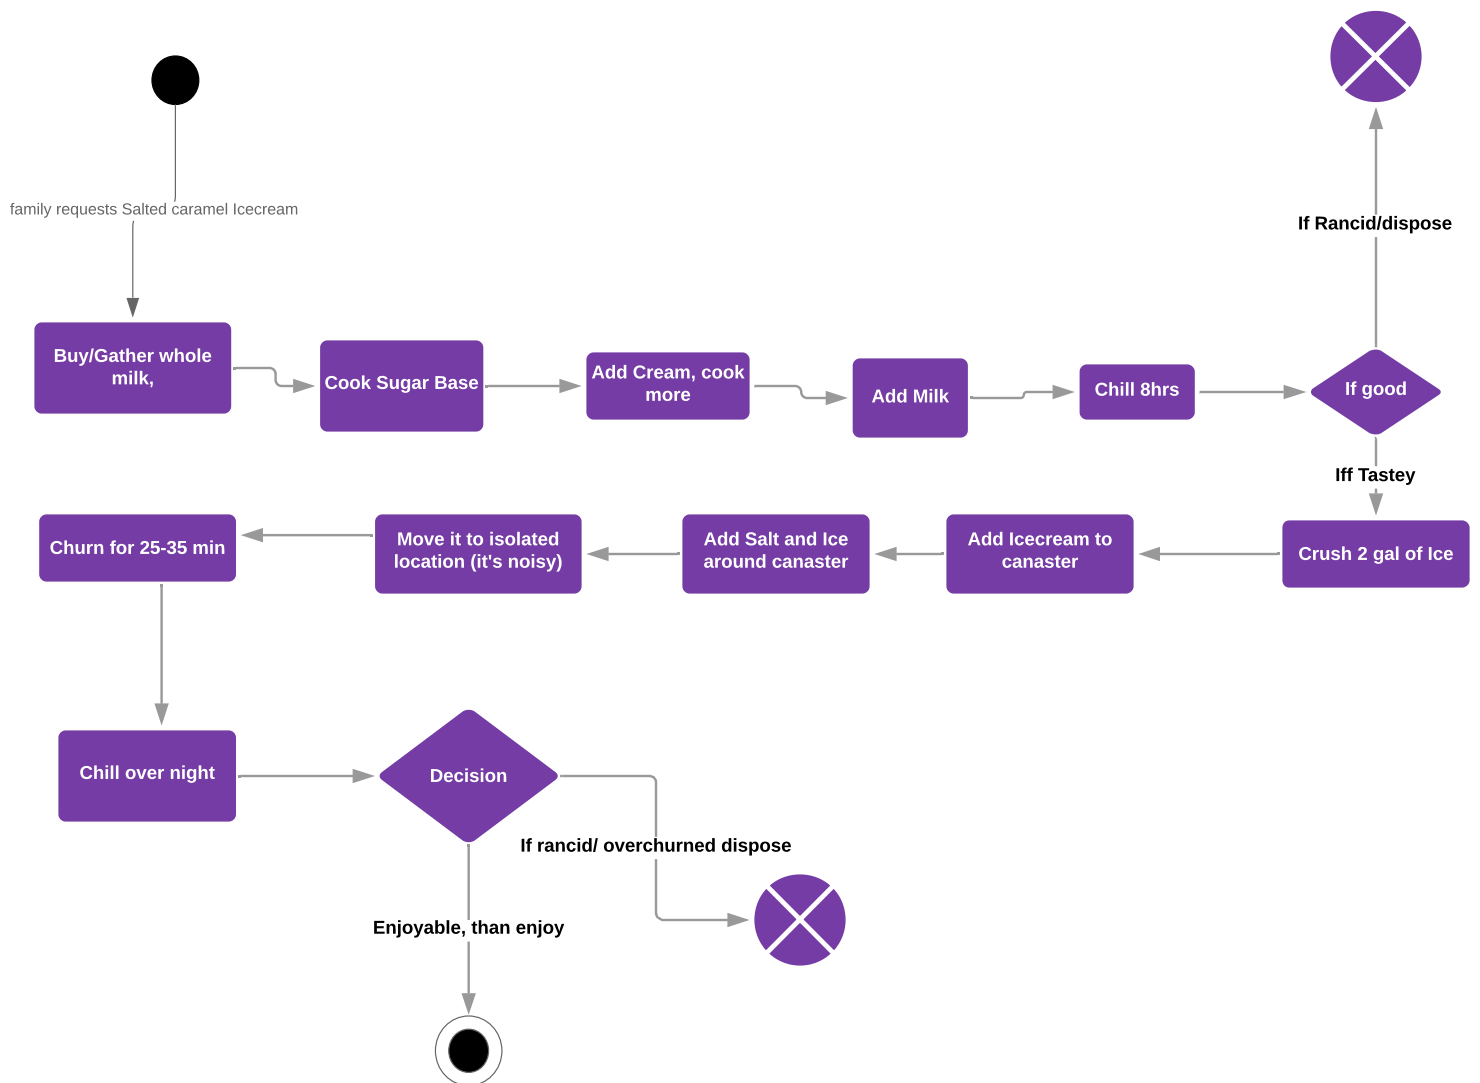 family requests Salted caramel Icecream
If Rancid/dispose
Buy/Gather whole
milk,
Cook Sugar Base
Add Cream, cook
more
Add Milk
Chill 8hrs
If good
Iff Tastey
Crush 2 gal of Ice
Add Icecream to
canaster
Add Salt and Ice
around canaster
Move it to isolated
location (it's noisy)
Churn for 25-35 min
Chill over night
Decision
If rancid/ overchurned dispose
Enjoyable, than enjoy